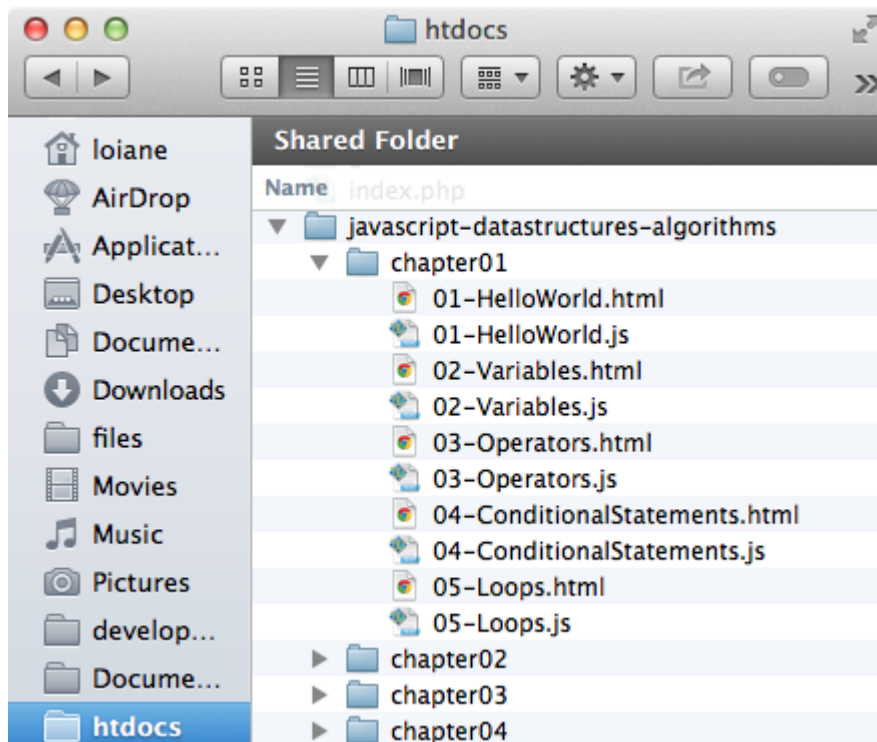 htdocs
loiane
AirDrop
Applicat...
Desktop
Docume...
Downloads
files
Movies
Music
Pictures
develop...
Docume...
htdocs
Shared Folder
Name
index.php
javascript-datastructures-algorithms
chapter01
01-HelloWorld.html
01-HelloWorld.js
02-Variables.html
02-Variables.js
03-Operators.html
03-Operators.js
04-ConditionalStatements.html
04-ConditionalStatements.js
05-Loops.html
05-Loops.js
chapter02
chapter03
chapter04